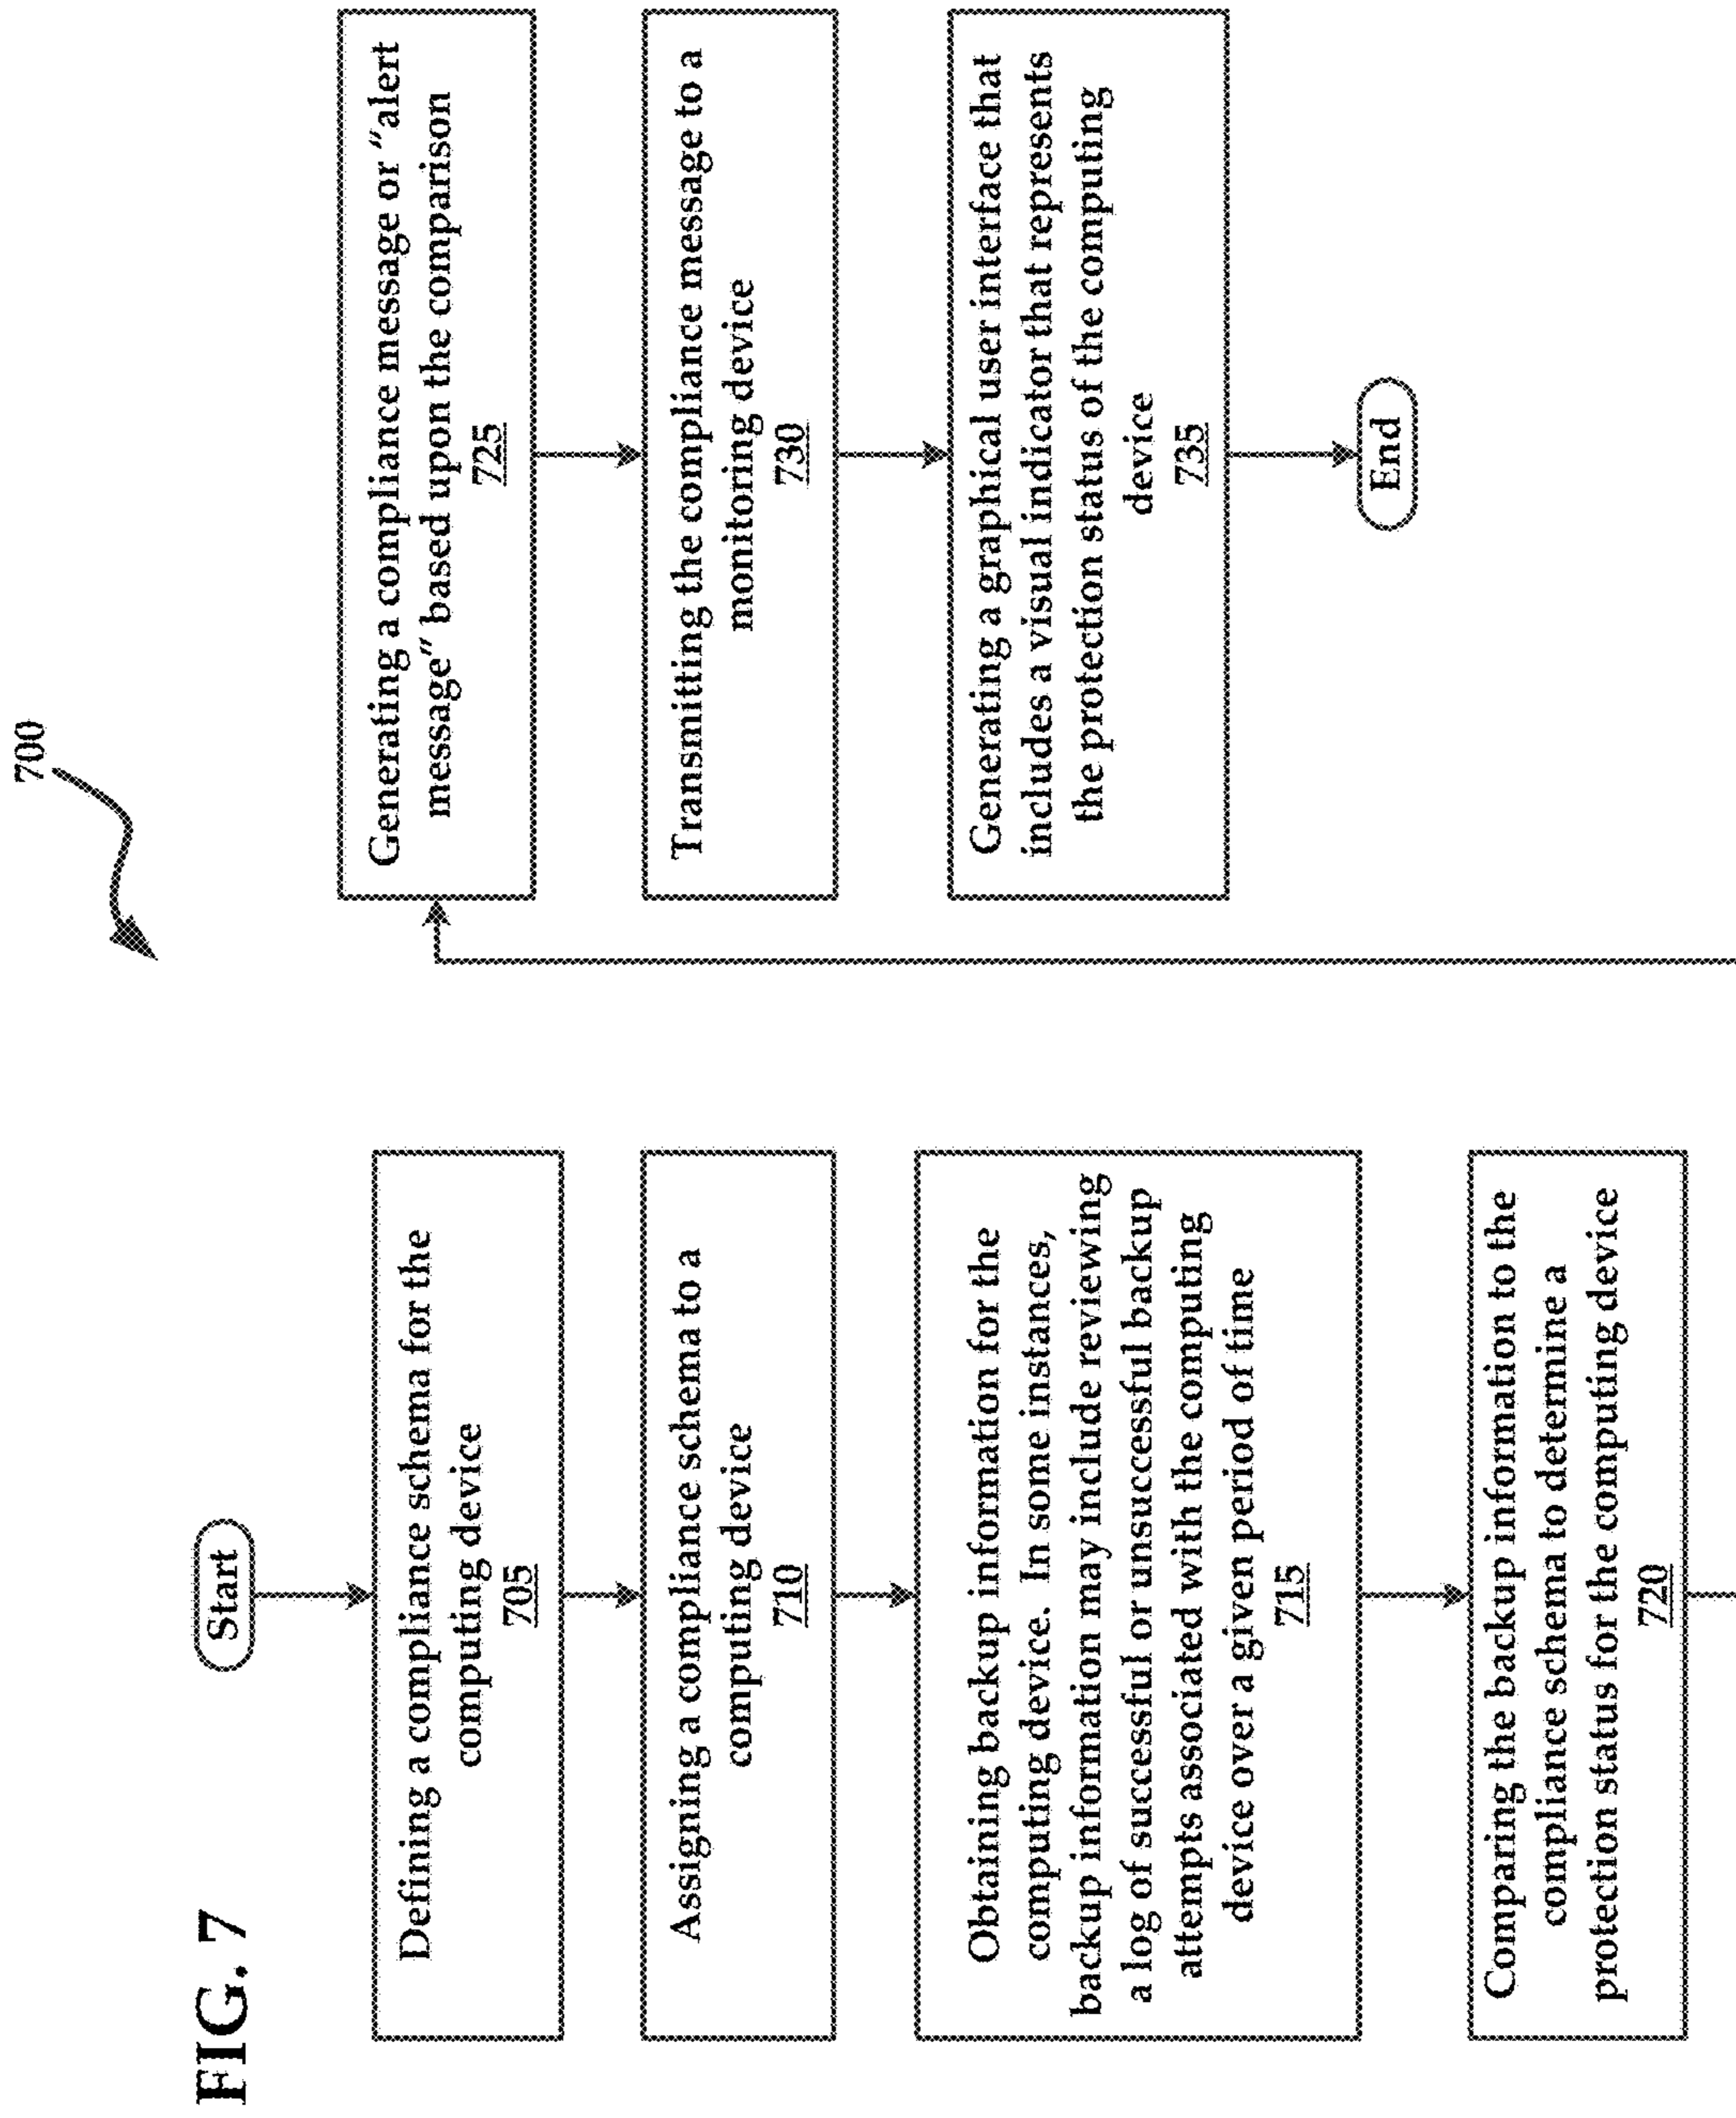 FIG. 7
700
Start
Defining a compliance schema for the
computing device
705
Assigning a compliance schema to a
computing device
710
Obtaining backup information for the
computing device. In some instances,
backup information may include reviewing
a log of successful or unsuccessful backup
attempts associated with the computing
device over a given period of time
715
Comparing the backup information to the
compliance schema to determine a
protection status for the computing device
720
Generating a compliance message or "alert
message" based upon the comparison
725
Transmitting the compliance message to a
monitoring device
730
Generating a graphical user interface that
includes a visual indicator that represents
the protection status of the computing
device
735
End